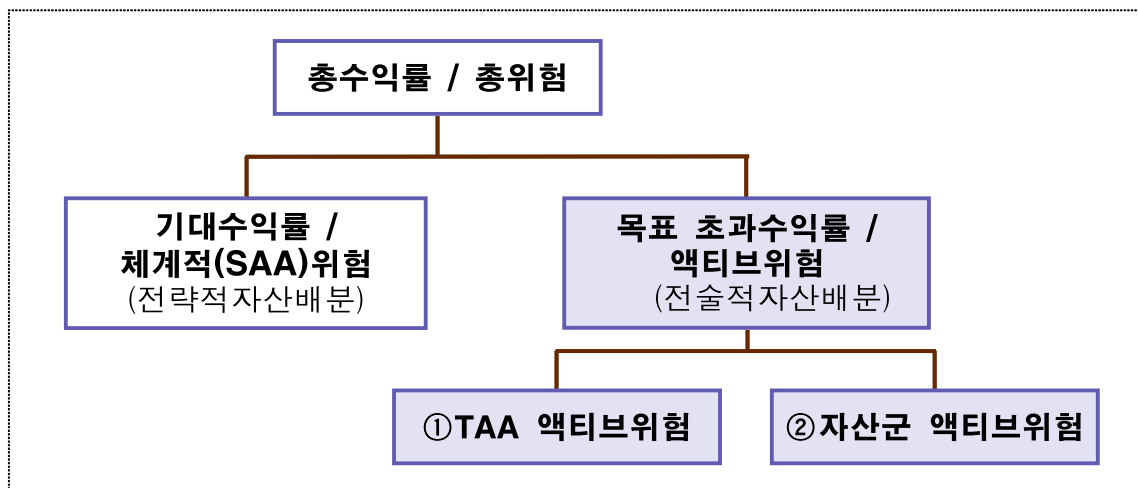 총수익률 / 총위험
기대수익률 /
체계적(SAA)위험
(전략적자산배분)
목표 초과수익률 /
액티브위험
(전술적자산배분)
①TAA 액티브위험
②자산군 액티브위험